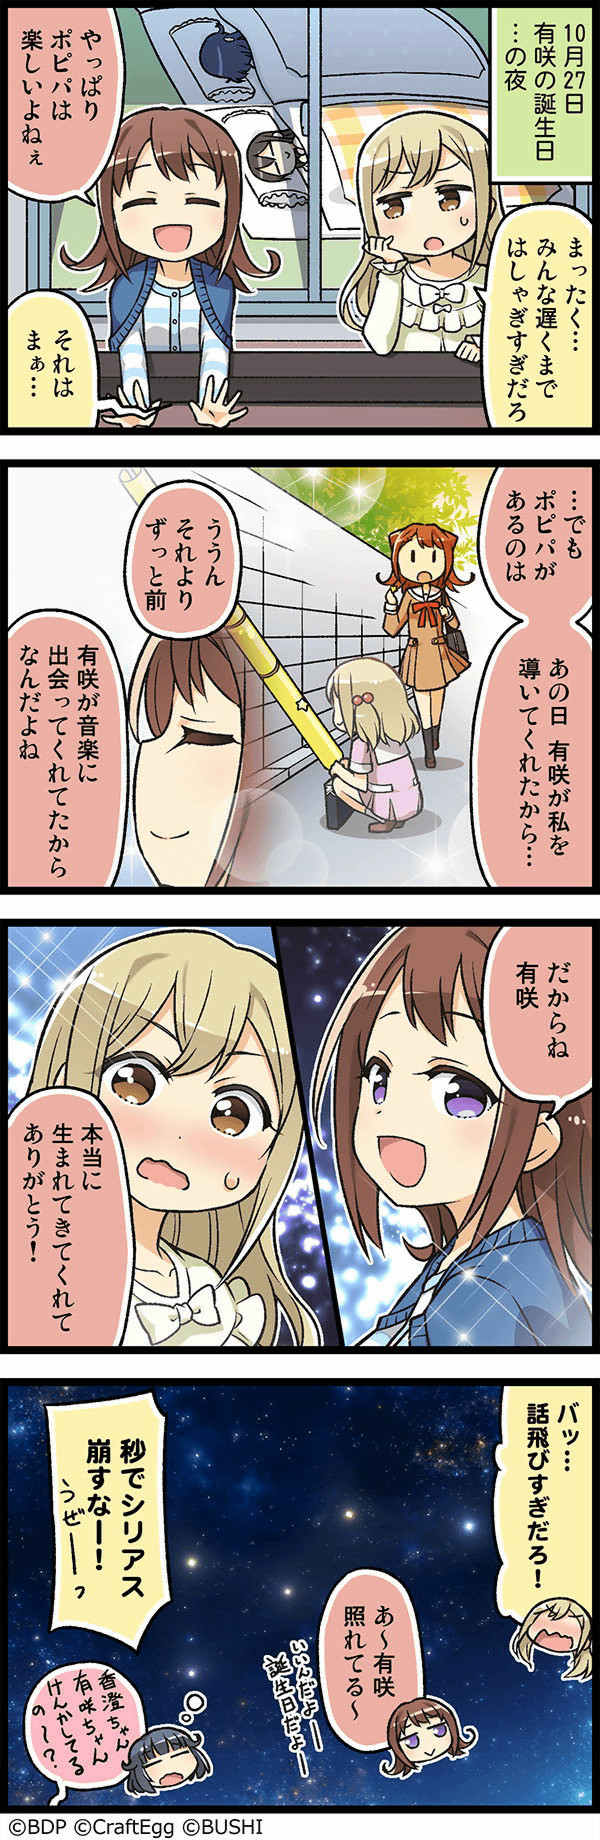 10月27日
有咲の誕生日
…の夜
まったく…
みんな遅くまで
はしゃぎすぎだろ
やっぱり
ポピパは
楽しいよねぇ
それは
まぁ…
…でも
ポピパが
あるのは
あの日 有咲が私を
導いてくれたから…
ううん
それより
ずっと前
有咲が音楽に
出会ってくれてたから
なんだよね
だからね
有咲
本当に
生まれてきてくれて
ありがとう！
バッ…
話飛びすぎだろ！
あ〜有咲
照れてる〜
いいんだよ——
誕生日だよ——
秒でシリアス
崩すなー！
うぜ——っ
香澄ちゃん
有咲ちゃん
けんかしてる
の〜？
©BDP ©CraftEgg ©BUSHI